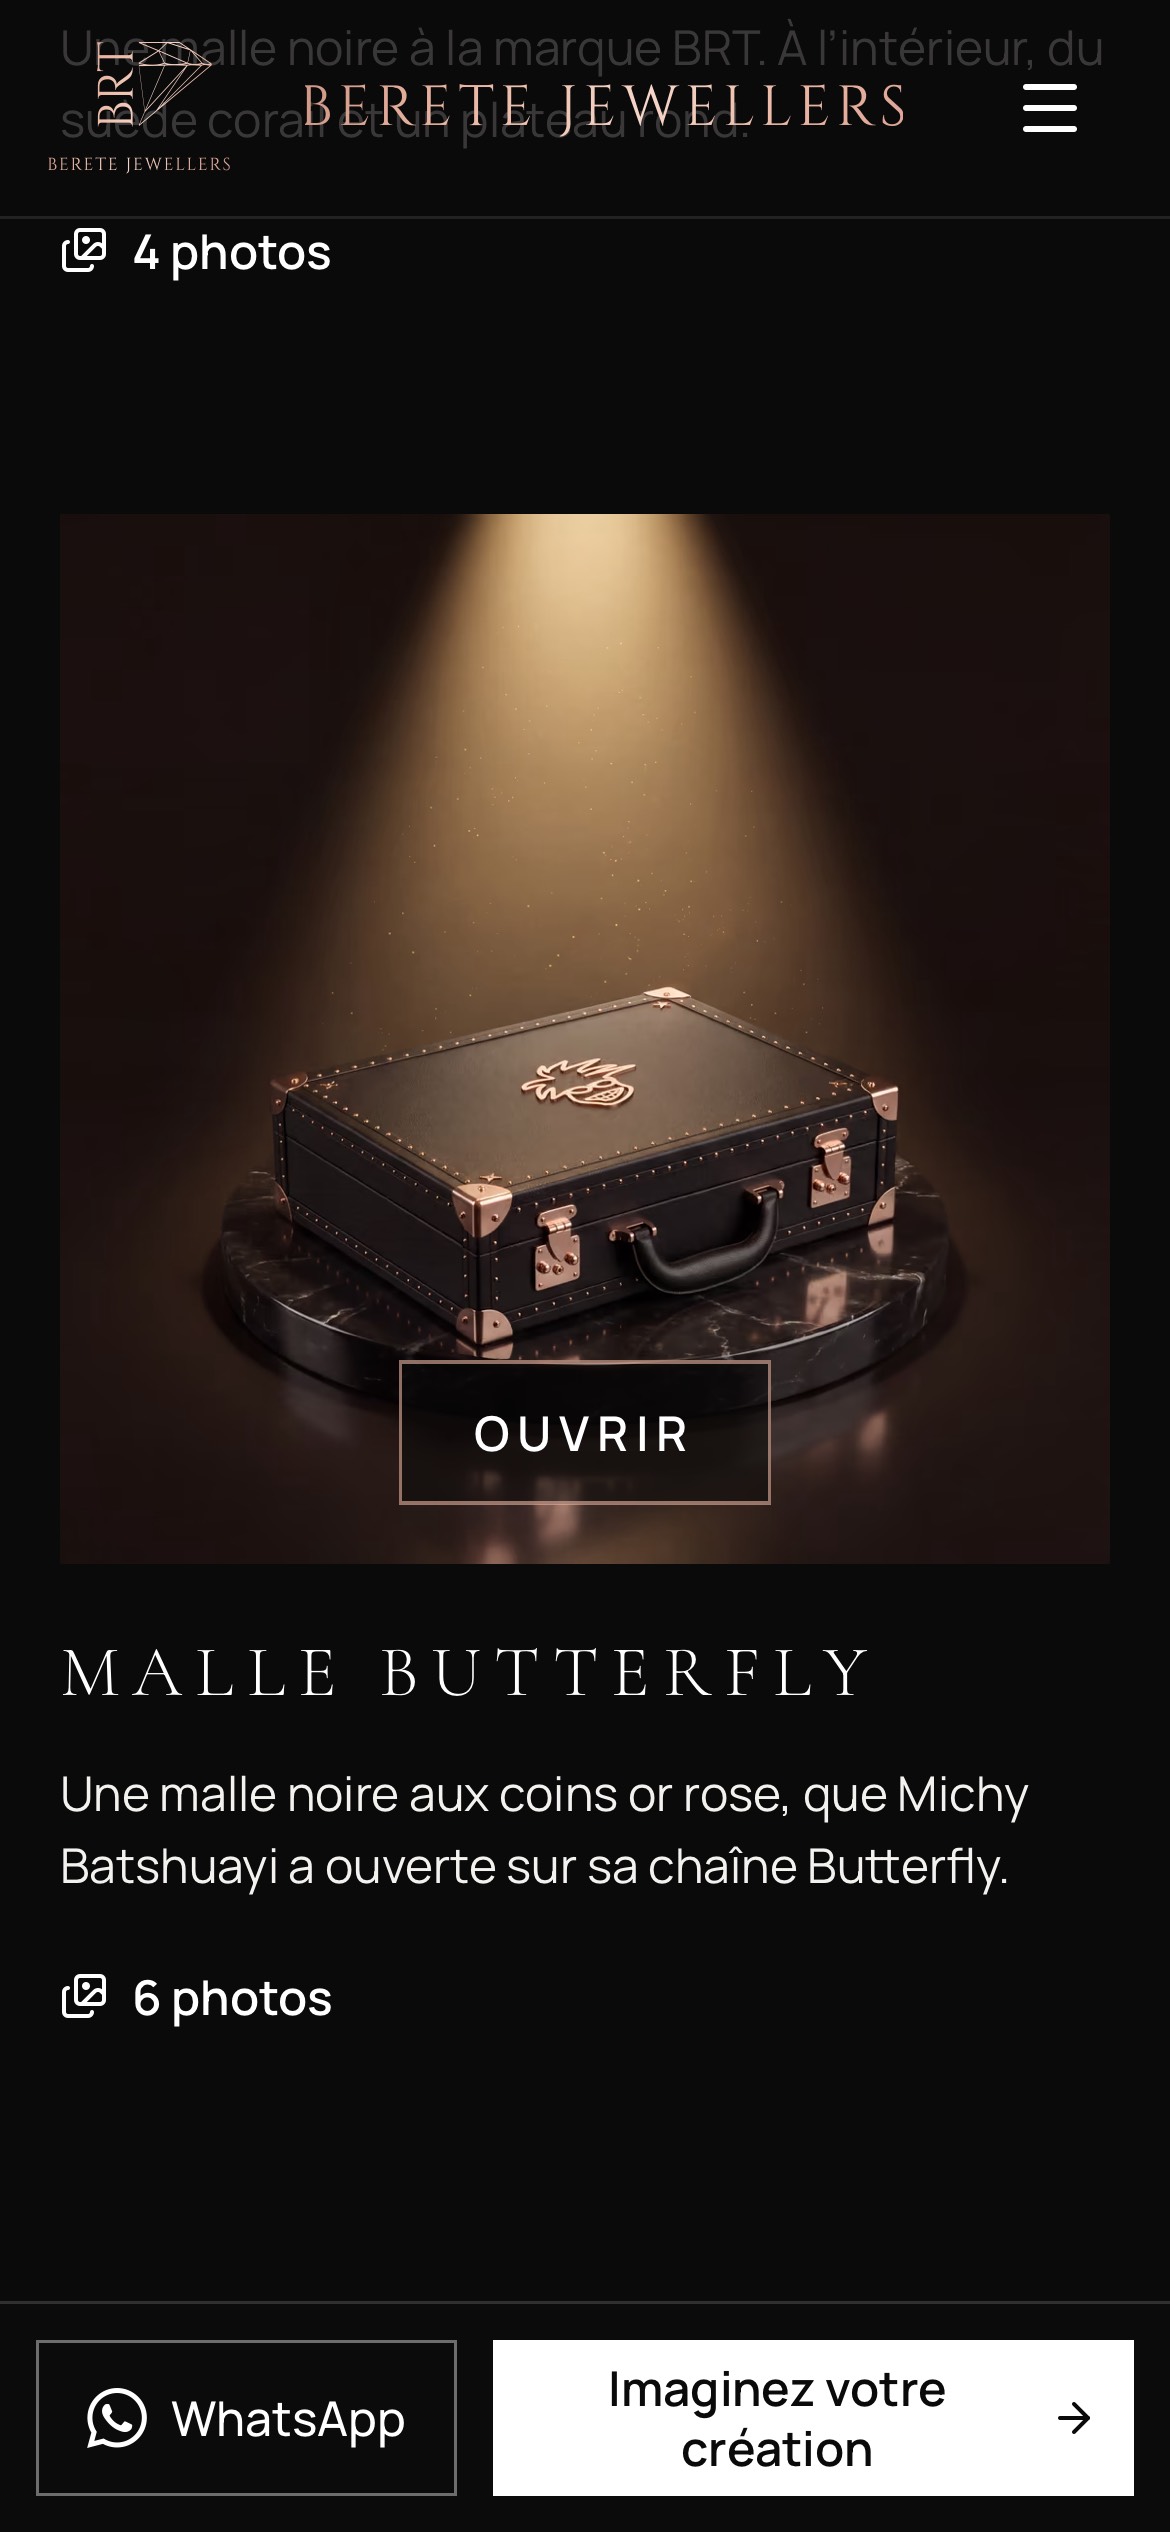 Une malle noire à la marque BRT. À l’intérieur, du
suède corail et un plateau rond.
BRT
BERETE JEWELLERS
BERETE JEWELLERS
4 photos
OUVRIR
MALLE BUTTERFLY
Une malle noire aux coins or rose, que Michy
Batshuayi a ouverte sur sa chaîne Butterfly.
6 photos
WhatsApp
Imaginez votre
création